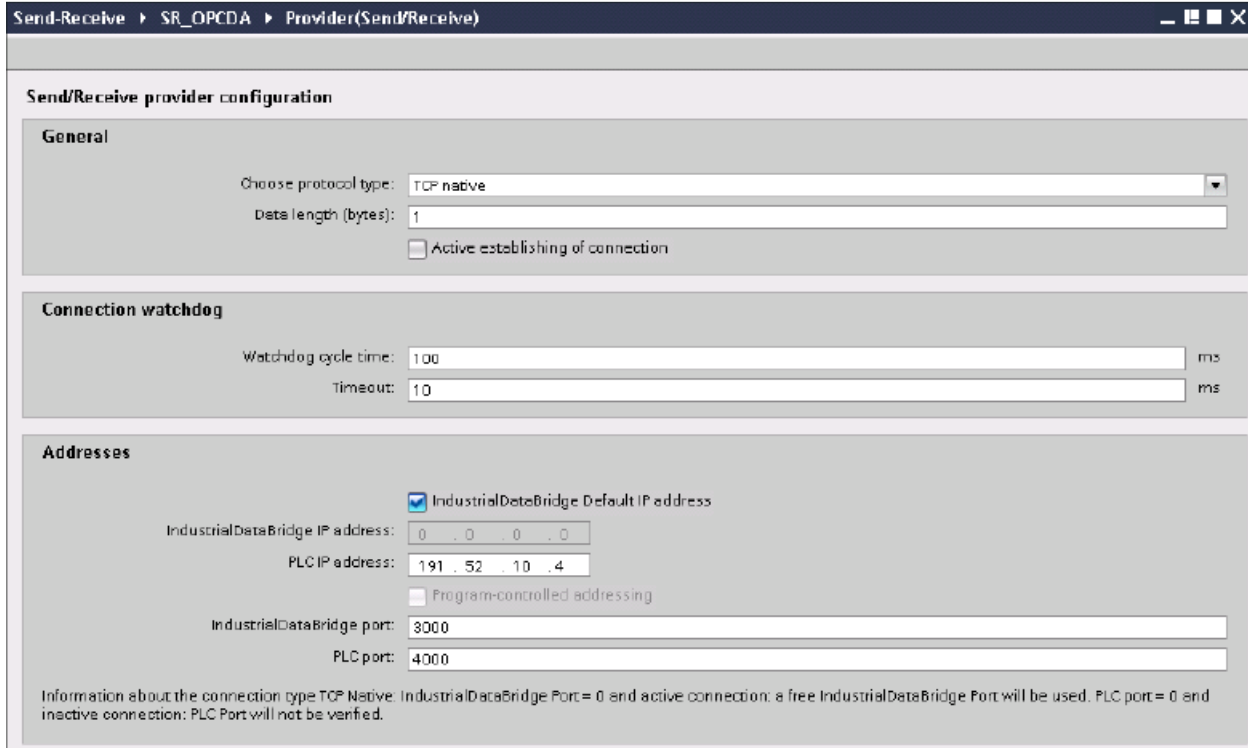 Send-Receive ▸ SR_OPCDA ▸ Provider(Send/Receive)
Send/Receive provider configuration
General
Choose protocol type: TCP native
Data length (bytes): 1
Active establishing of connection
Connection watchdog
Watchdog cycle time: 100 ms
Timeout: 10 ms
Addresses
IndustrialDataBridge Default IP address
IndustrialDataBridge IP address: 0 . 0 . 0 . 0
PLC IP address: 191 . 52 . 10 . 4
Program-controlled addressing
IndustrialDataBridge port: 3000
PLC port: 4000
Information about the connection type TCP Native: IndustrialDataBridge Port = 0 and active connection: a free IndustrialDataBridge Port will be used. PLC port = 0 and
inactive connection: PLC Port will not be verified.